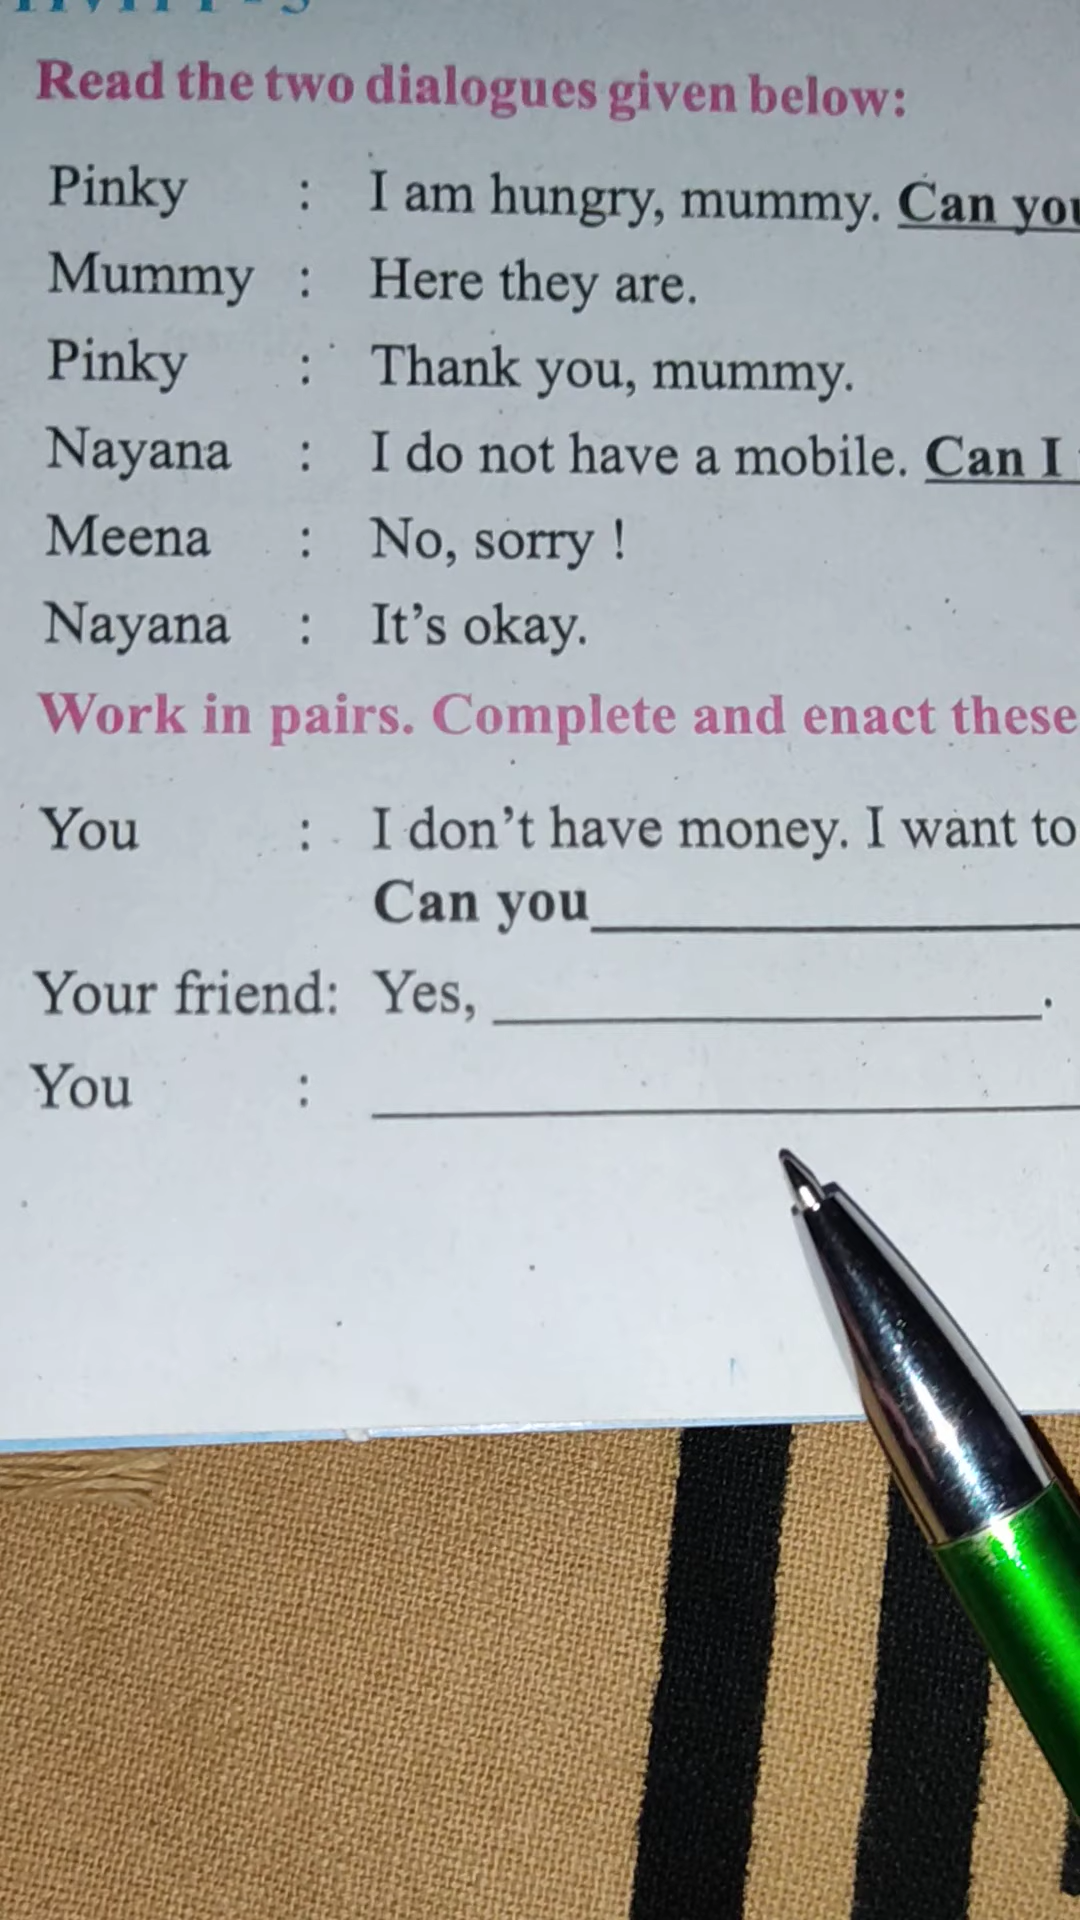 Read the two dialogues given below:
Pinky : I am hungry, mummy. Can you
Mummy : Here they are.
Pinky : Thank you, mummy.
Nayana : I do not have a mobile. Can I
Meena : No, sorry !
Nayana : It's okay.
Work in pairs. Complete and enact these
You : I don't have money. I want to
Can you
Your friend: Yes, .
You :